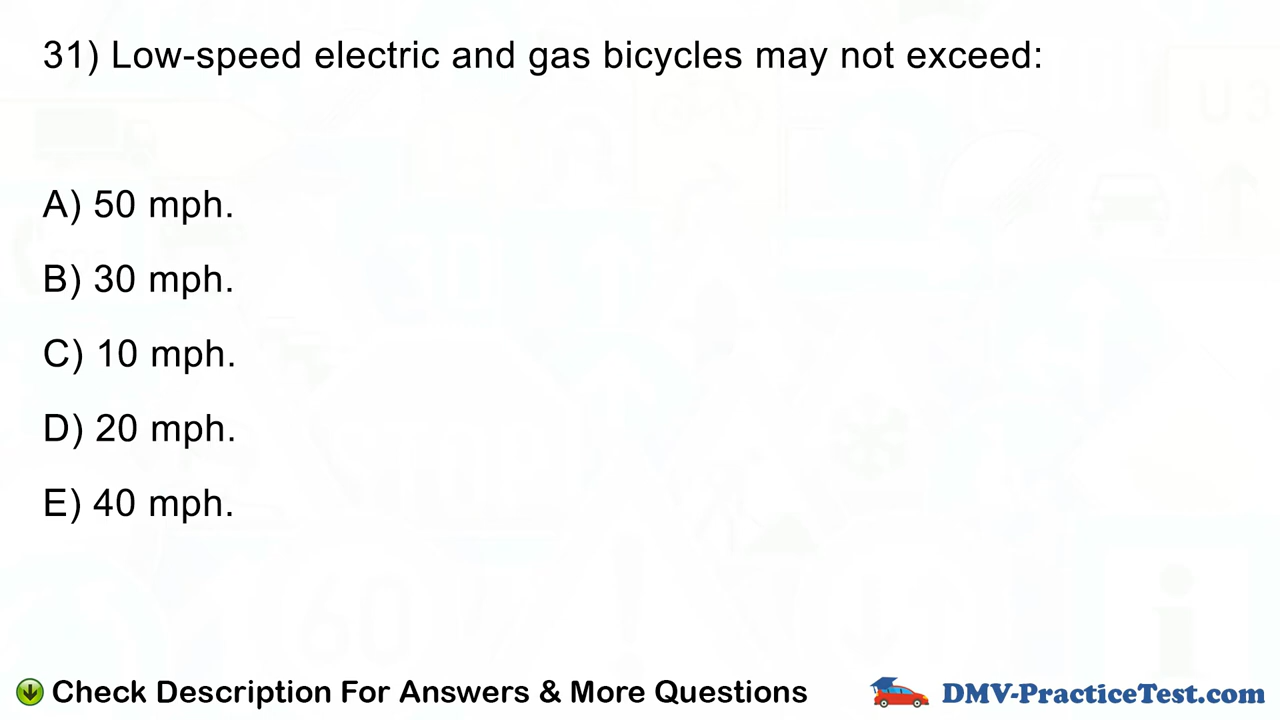 31) Low-speed electric and gas bicycles may not exceed:
A) 50 mph.
B) 30 mph.
C) 10 mph.
D) 20 mph.
E) 40 mph.
Check Description For Answers & More Questions
DMV-PracticeTest.com